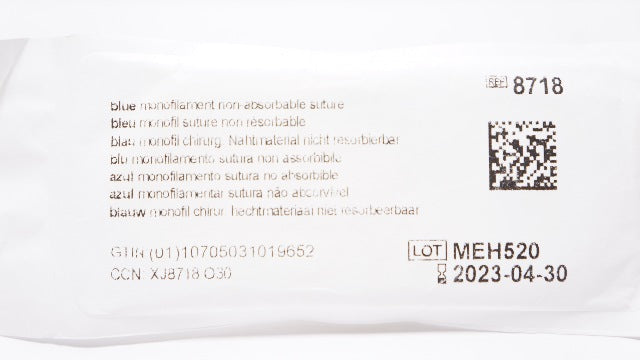 REF 8718
blue monofilament non-absorbable suture
bleu monofil suture non resorbable
blau monofil chirurg. Nahtmaterial nicht resorbierbar
blu monofilamento sutura non assorbibile
azul monofilamento sutura no absorbible
azul monofilamentar sutura não absorvível
blauw monofil chirur. hechtmateriaal niet resorbeerbaar
GTIN (01)10705031019652
CCN: XJ8718.O30
LOT MEH520
2023-04-30